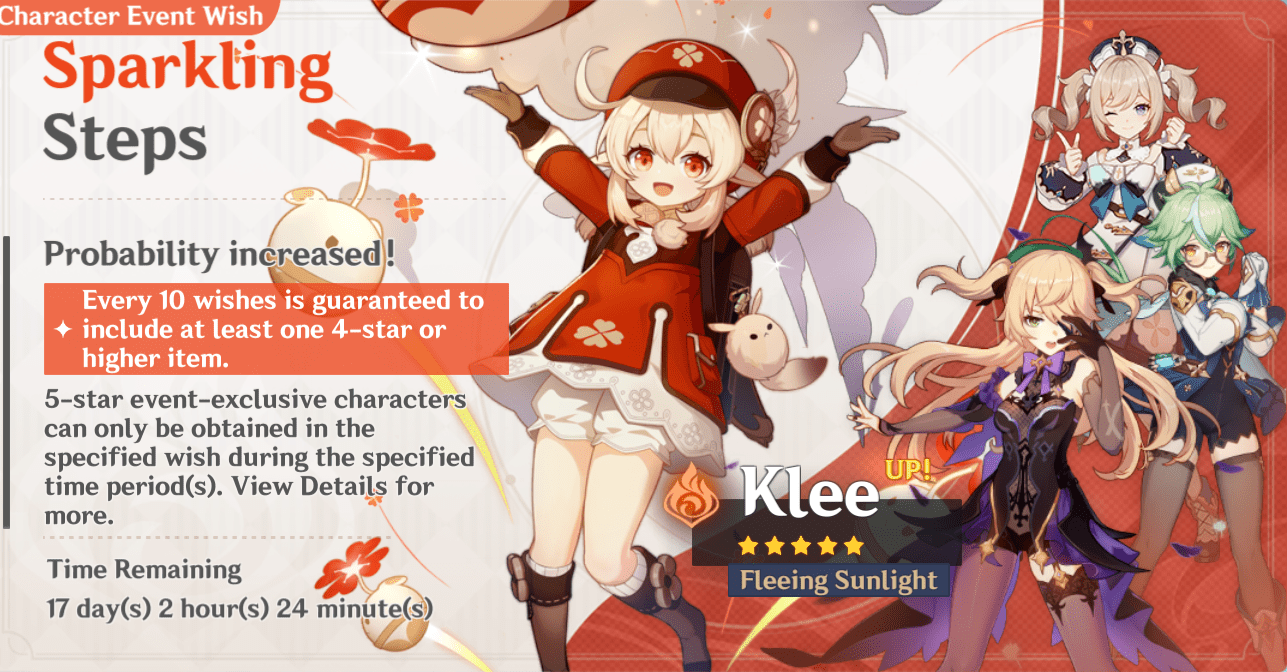 Character Event Wish
Sparkling
Steps
Probability increased!
Every 10 wishes is guaranteed to
include at least one 4-star or
higher item.
5-star event-exclusive characters
can only be obtained in the
specified wish during the specified
time period(s). View Details for
more.
Time Remaining
17 day(s) 2 hour(s) 24 minute(s)
UP!
Klee
Fleeing Sunlight